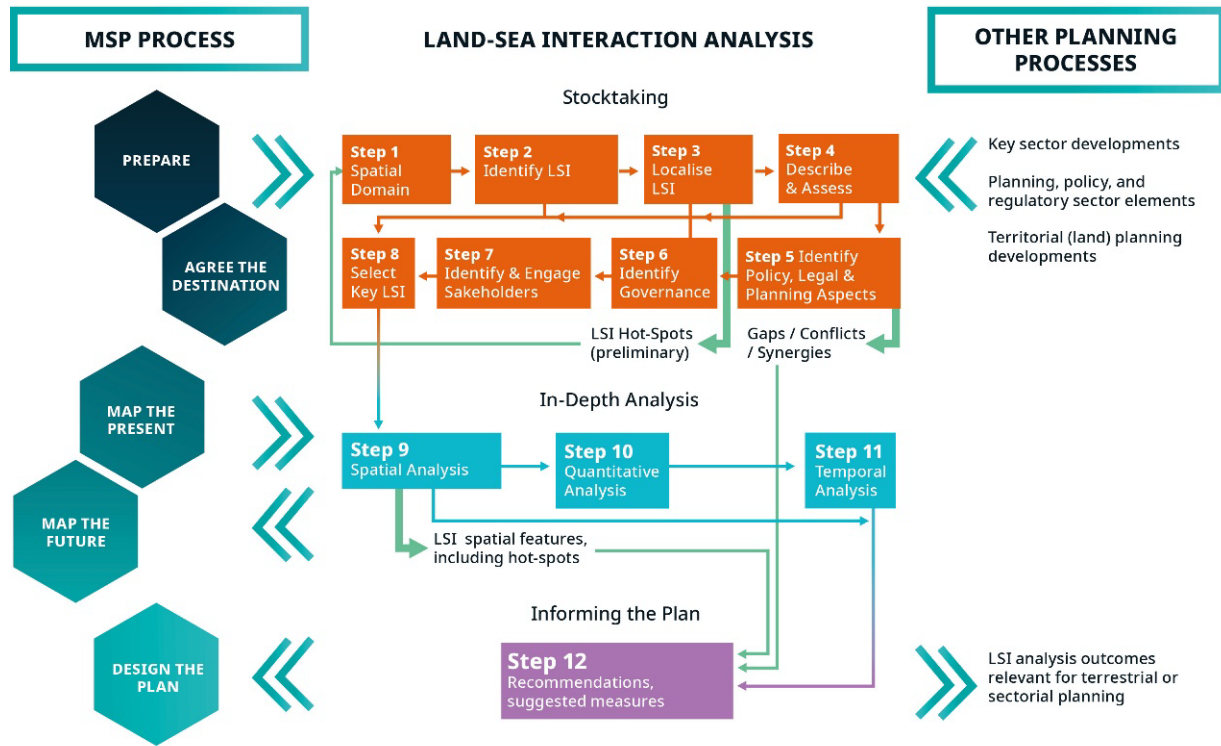 MSP PROCESS
LAND-SEA INTERACTION ANALYSIS
OTHER PLANNING
PROCESSES
Stocktaking
PREPARE
AGREE THE
DESTINATION
Step 1
Spatial
Domain
Step 2
Identify LSI
Step 3
Localise
LSI
Step 4
Describe
& Assess
Key sector developments
Planning, policy, and
regulatory sector elements
Territorial (land) planning
developments
Step 8
Select
Key LSI
Step 7
Identify & Engage
Sakeholders
Step 6
Identify
Governance
Step 5 Identify
Policy, Legal &
Planning Aspects
LSI Hot-Spots
(preliminary)
Gaps / Conflicts
/ Synergies
In-Depth Analysis
MAP THE
PRESENT
MAP THE
FUTURE
Step 9
Spatial Analysis
Step 10
Quantitative
Analysis
Step 11
Temporal
Analysis
LSI spatial features,
including hot-spots
Informing the Plan
DESIGN THE
PLAN
Step 12
Recommendations,
suggested measures
LSI analysis outcomes
relevant for terrestrial or
sectorial planning